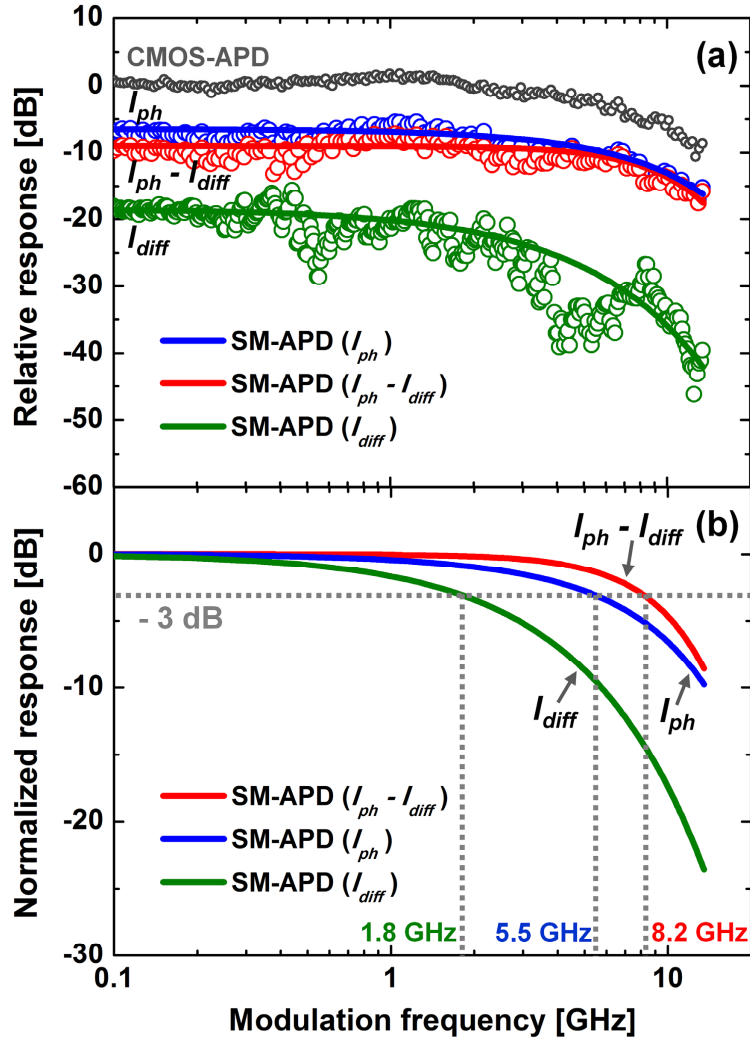 10
0
-10
-20
-30
-40
-50
-60
Relative response [dB]
(a)
CMOS-APD
I_ph
I_ph - I_diff
I_diff
SM-APD (I_ph)
SM-APD (I_ph - I_diff)
SM-APD (I_diff)
0
-10
-20
-30
Normalized response [dB]
(b)
I_ph - I_diff
- 3 dB
I_diff
I_ph
SM-APD (I_ph - I_diff)
SM-APD (I_ph)
SM-APD (I_diff)
1.8 GHz 5.5 GHz 8.2 GHz
0.1 1 10
Modulation frequency [GHz]